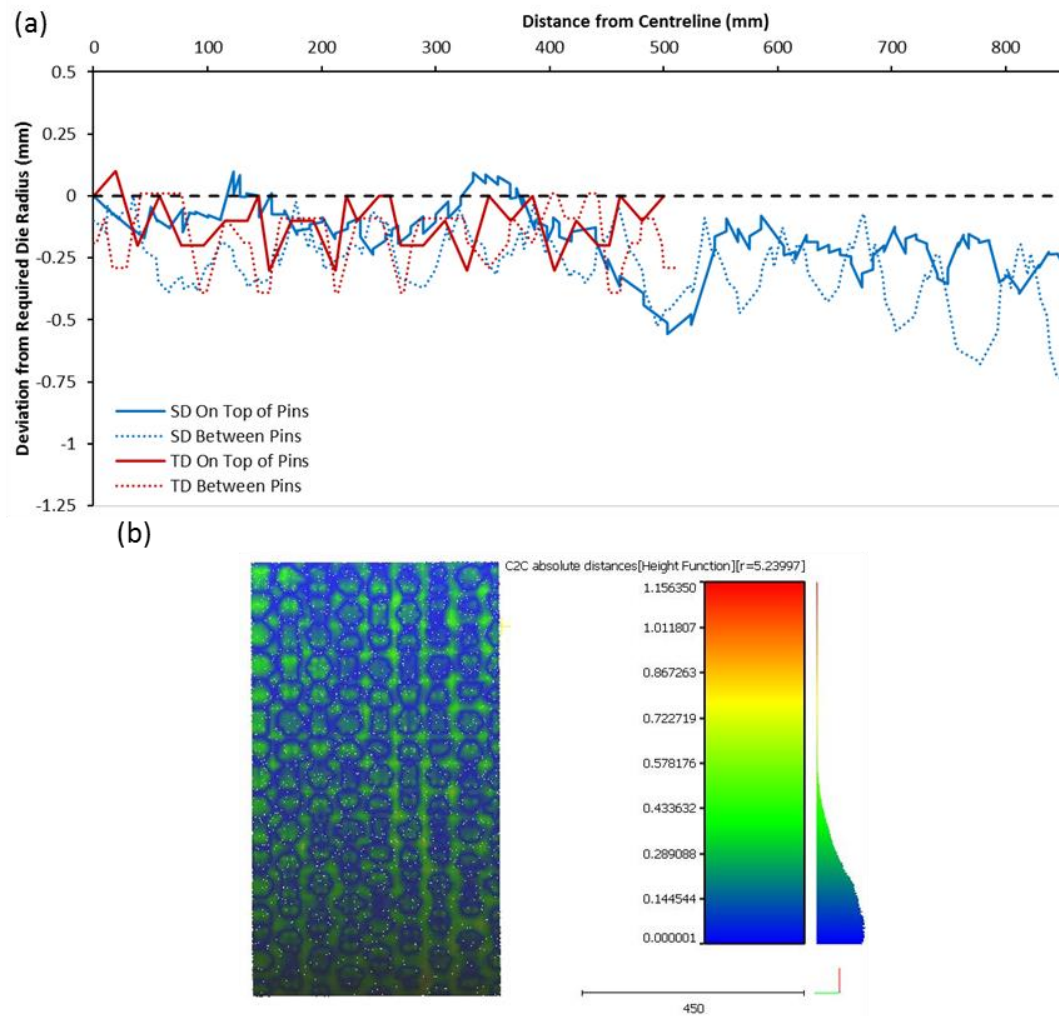 (a)
Distance from Centreline (mm)
0 100 200 300 400 500 600 700 800
Deviation from Required Die Radius (mm)
0.5
0.25
0
-0.25
-0.5
-0.75
-1
-1.25
SD On Top of Pins
SD Between Pins
TD On Top of Pins
TD Between Pins
(b)
C2C absolute distances[Height Function][r=5.23997]
1.156350
1.011807
0.867263
0.722719
0.578176
0.433632
0.289088
0.144544
0.000001
450